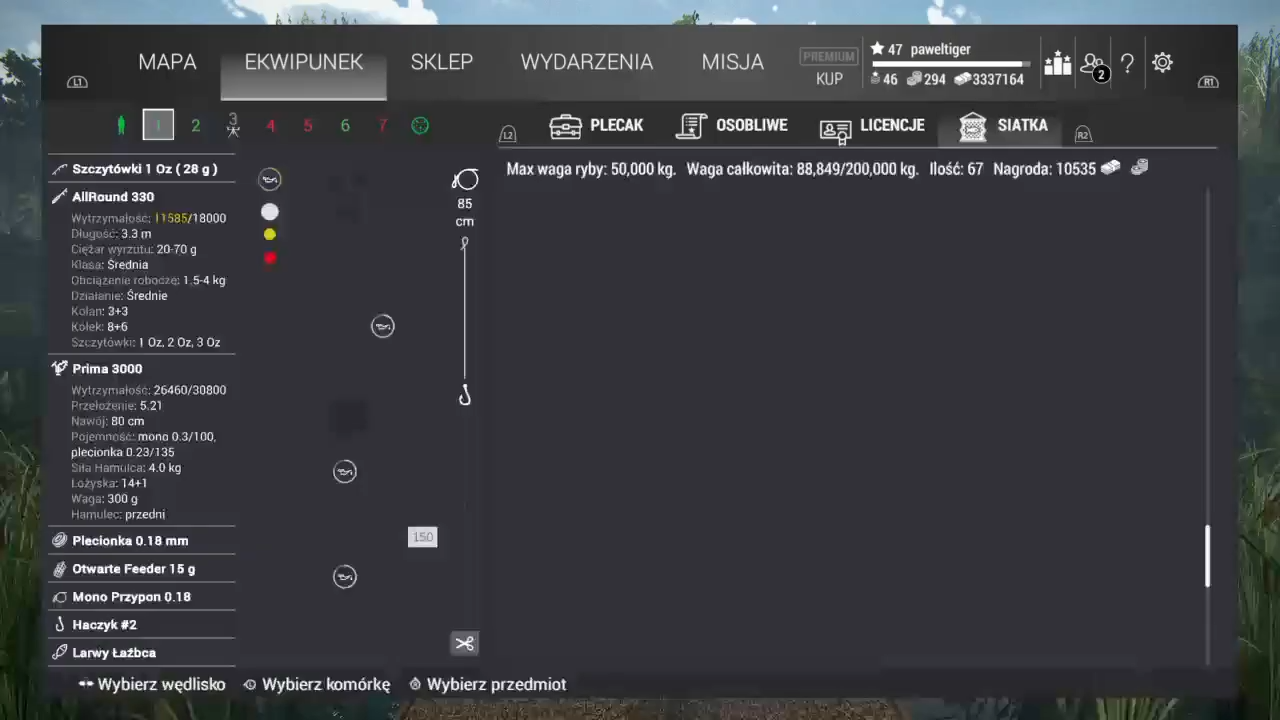 MAPA EKWIPUNEK SKLEP WYDARZENIA MISJA PREMIUM KUP 47 paweltiger
46 294 3337164 2 ?
L1 R1
1 2 3 4 5 6 7
L2 PLECAK OSOBLIWE LICENCJE SIATKA R2
Max waga ryby: 50,000 kg. Waga całkowita: 88,849/200,000 kg. Ilość: 67 Nagroda: 10535
Szczytówki 1 Oz ( 28 g )
AllRound 330
Wytrzymałość: 11585/18000
Długość: 3.3 m
Ciężar wyrzutu: 20-70 g
Klasa: Średnia
Obciążenie robocze: 1.5-4 kg
Działanie: Średnie
Kolan: 3+3
Kółek: 8+6
Szczytówki: 1 Oz, 2 Oz, 3 Oz
Prima 3000
Wytrzymałość: 26460/30800
Przełożenie: 5.21
Nawój: 80 cm
Pojemność: mono 0.3/100,
plecionka 0.23/135
Siła Hamulca: 4.0 kg
Łożyska: 14+1
Waga: 300 g
Hamulec: przedni
Plecionka 0.18 mm
Otwarte Feeder 15 g
Mono Przypon 0.18
Haczyk #2
Larwy Łaźbca
85
cm
150
Wybierz wędlisko Wybierz komórkę Wybierz przedmiot